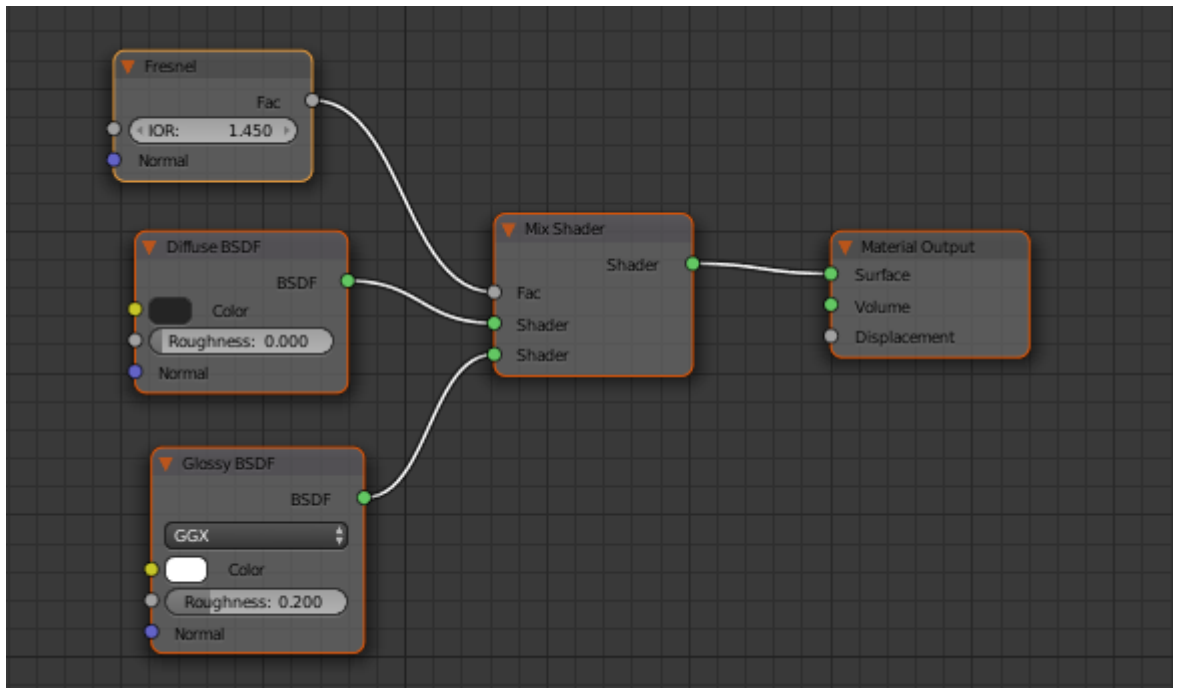 Fresnel
Fac
IOR: 1.450
Normal
Diffuse BSDF
BSDF
Color
Roughness: 0.000
Normal
Glossy BSDF
BSDF
GGX
Color
Roughness: 0.200
Normal
Mix Shader
Shader
Fac
Shader
Shader
Material Output
Surface
Volume
Displacement